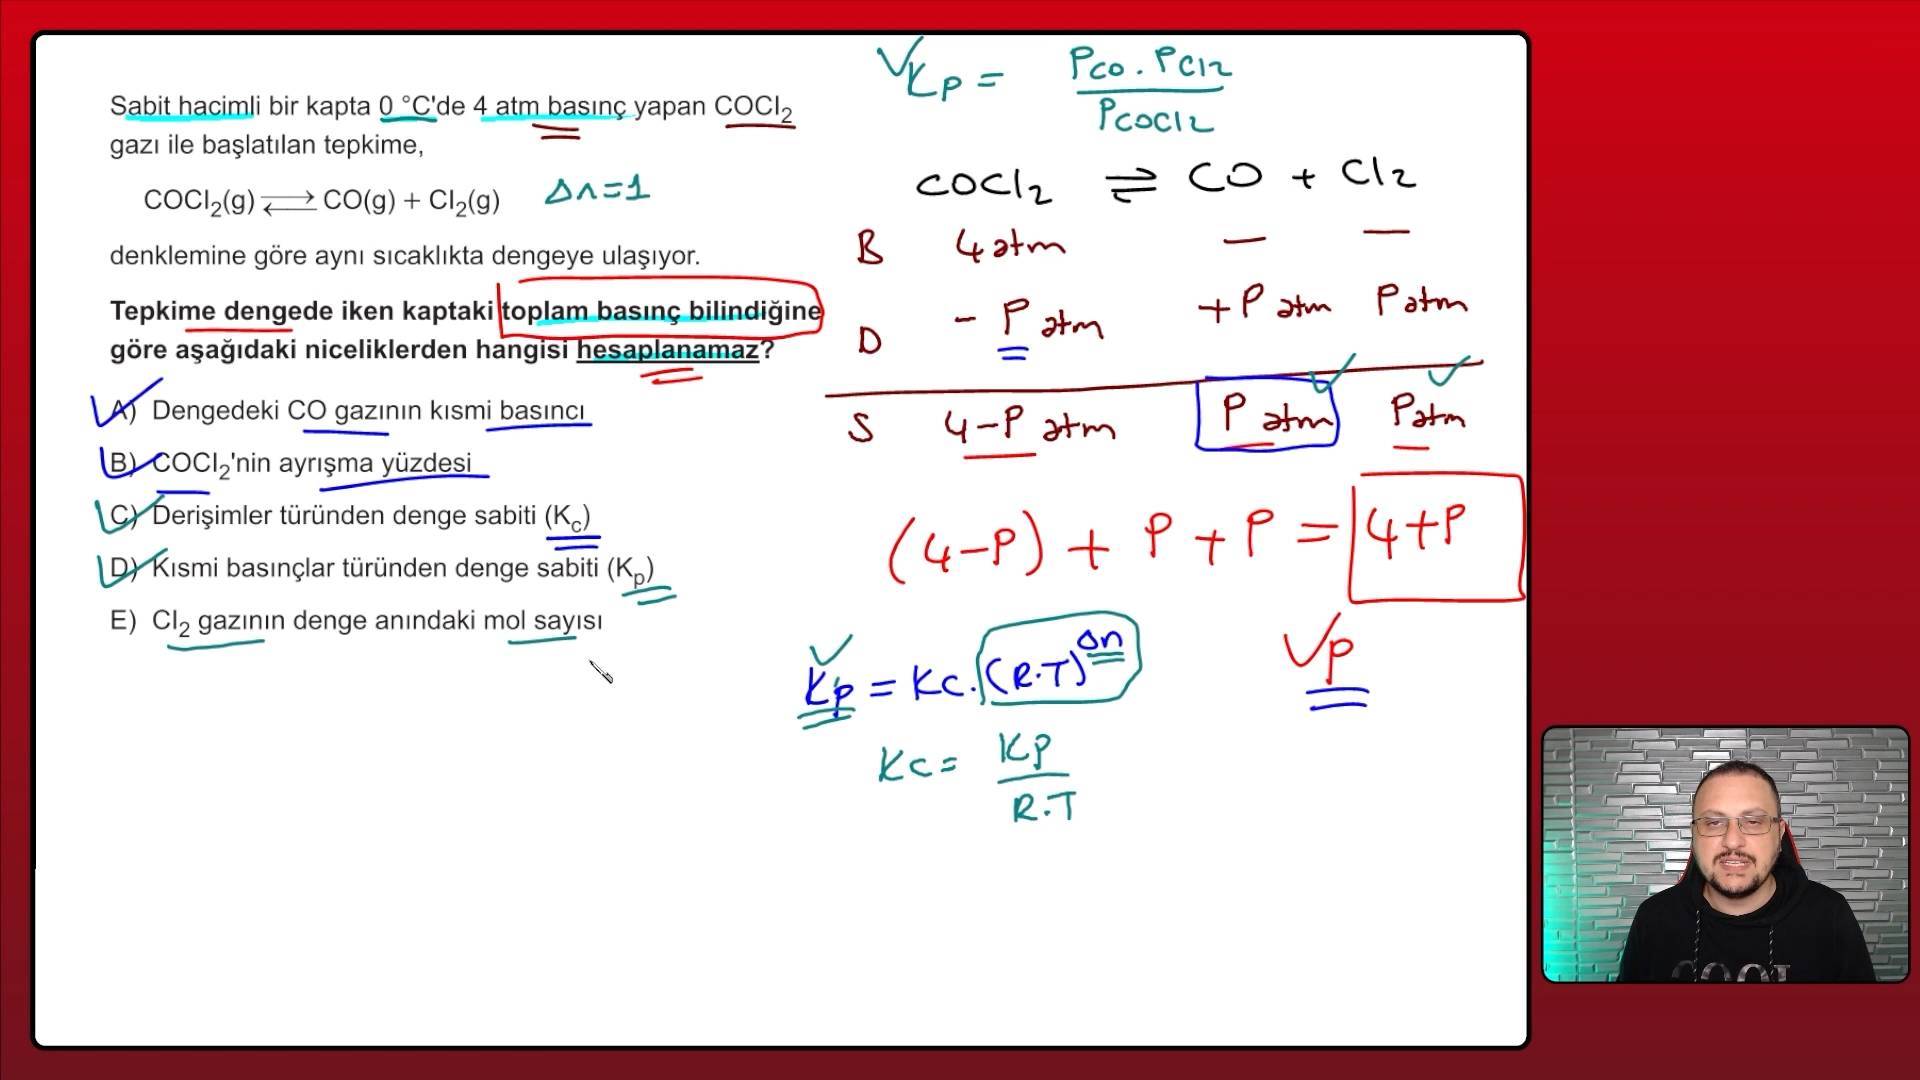 Sabit hacimli bir kapta 0 °C'de 4 atm basınç yapan COCl₂
gazı ile başlatılan tepkime,
COCl₂(g) ⇌ CO(g) + Cl₂(g)
Δn=1
denklemine göre aynı sıcaklıkta dengeye ulaşıyor.
Tepkime dengede iken kaptaki toplam basınç bilindiğine
göre aşağıdaki niceliklerden hangisi hesaplanamaz?
A) Dengedeki CO gazının kısmi basıncı
B) COCl₂'nin ayrışma yüzdesi
C) Derişimler türünden denge sabiti (Kc)
D) Kısmi basınçlar türünden denge sabiti (Kp)
E) Cl₂ gazının denge anındaki mol sayısı
Kp = PCO . PCl2 / PCOCl2
COCl2 ⇌ CO + Cl2
B 4 atm — —
D - P atm + P atm P atm
S 4-P atm P atm P atm
(4-P) + P + P = 4+P
Kp = Kc.(R.T)^Δn
P
Kc = Kp / R.T